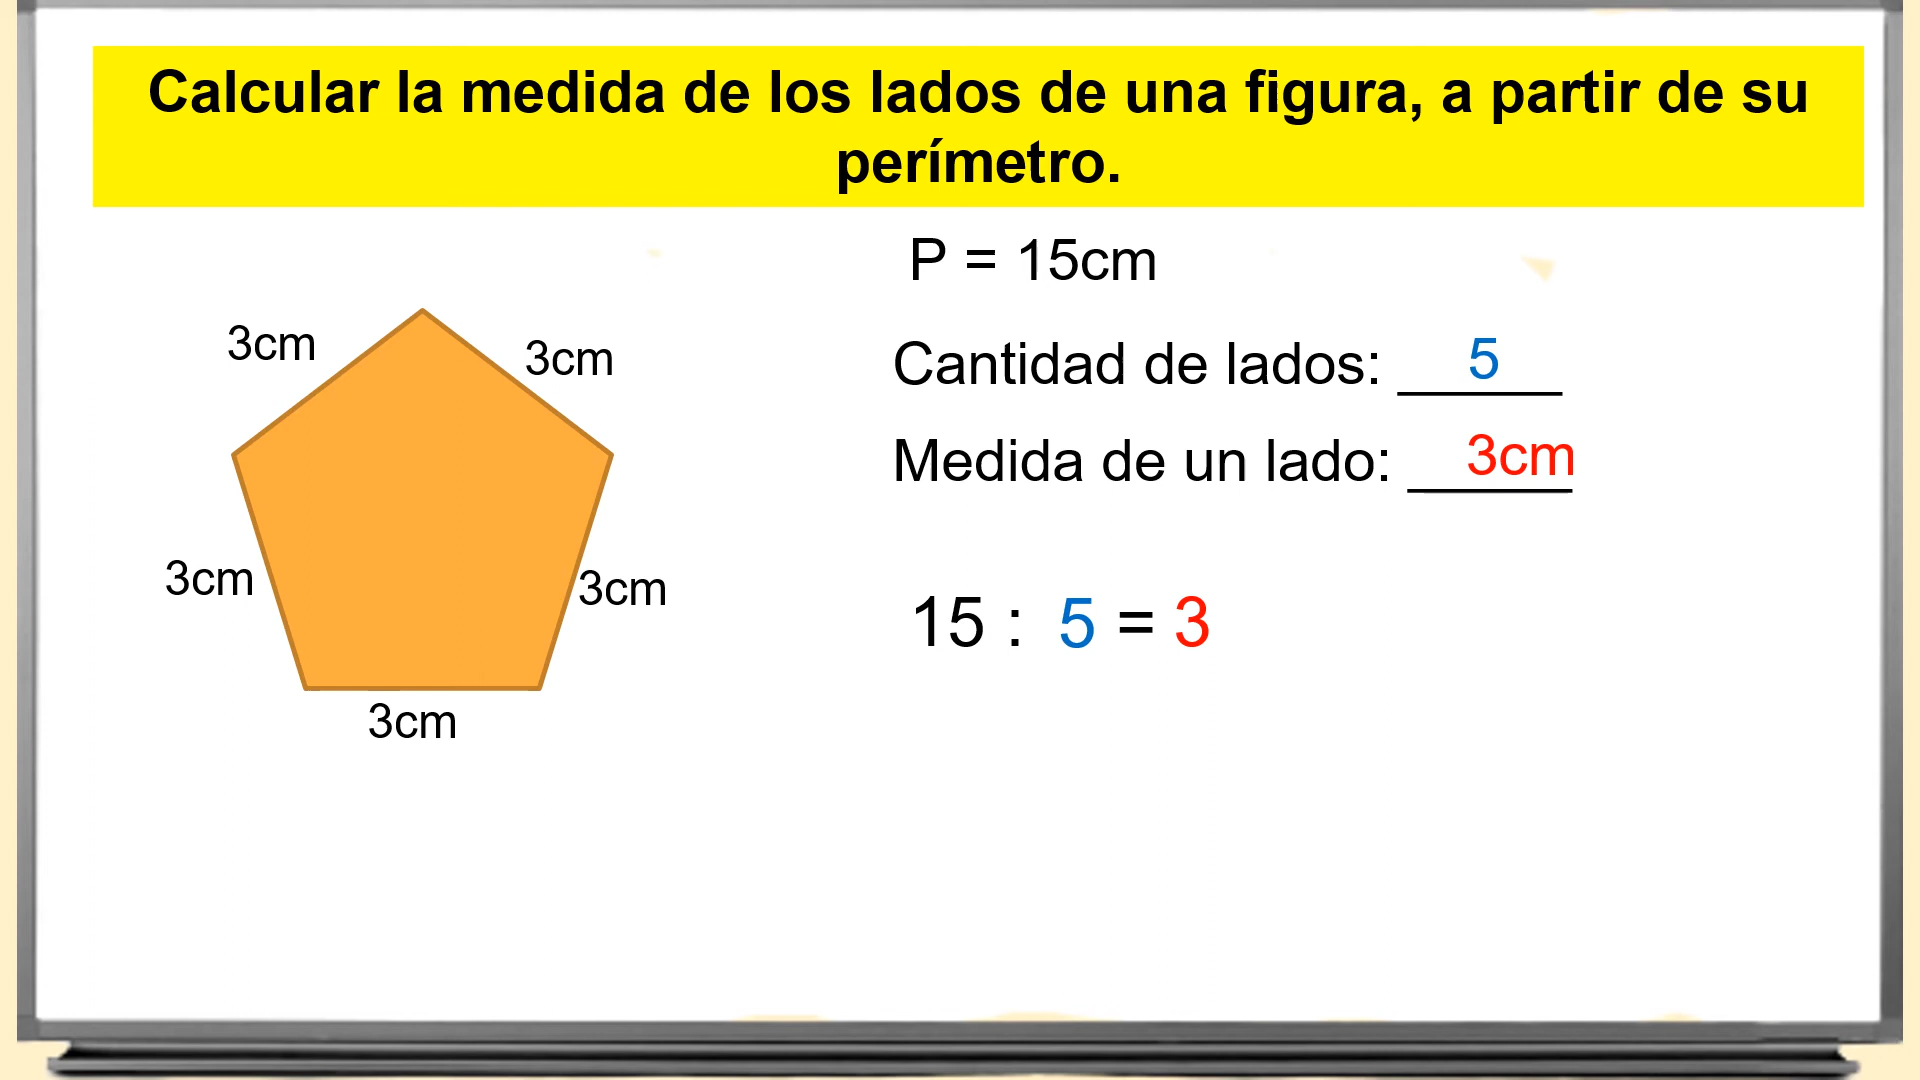 Calcular la medida de los lados de una figura, a partir de su
perímetro.
P = 15cm
3cm
3cm
Cantidad de lados: 5
Medida de un lado: 3cm
3cm
3cm
15 : 5 = 3
3cm